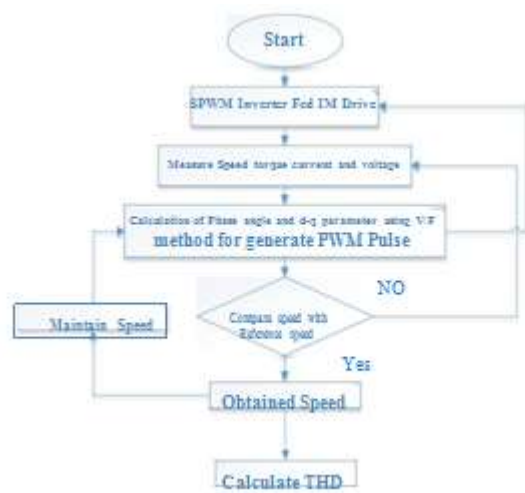 Start
SPWM Inverter Fed IM Drive
Measure Speed torque current and voltage
Calculation of Phase angle and d-q parameter using V/F
method for generate PWM Pulse
NO
Compare speed with
Reference speed
Maintain Speed
Yes
Obtained Speed
Calculate THD